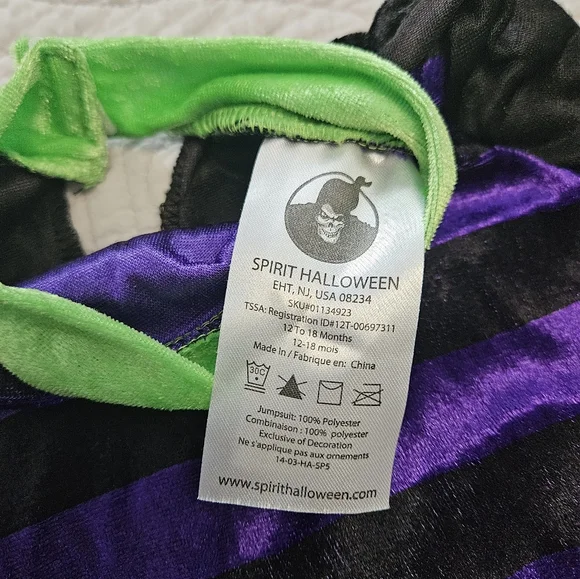 SPIRIT HALLOWEEN
EHT, NJ, USA 08234
SKU#01134923
TSSA: Registration ID#12T-00697311
12 To 18 Months
12-18 mois
Made In / Fabrique en: China
30C
Jumpsuit: 100% Polyester
Combinaison : 100% polyester
Exclusive of Decoration
Ne s'applique pas aux ornements
14-03-HA-SP5
www.spirithalloween.com